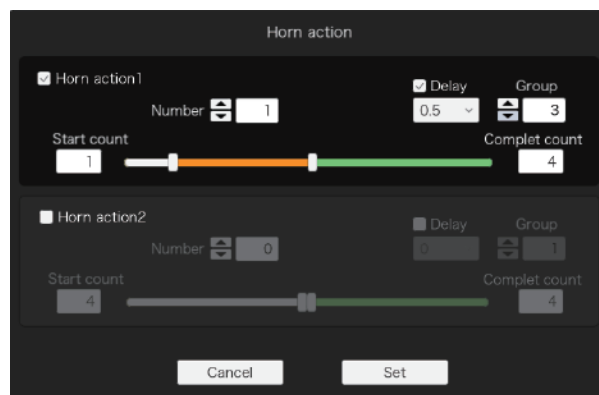 Horn action
Horn action1
Delay
Group
Number
1
0.5
3
Start count
Complet count
1
4
Horn action2
Delay
Group
Number
0
0
1
Start count
Complet count
4
4
Cancel
Set